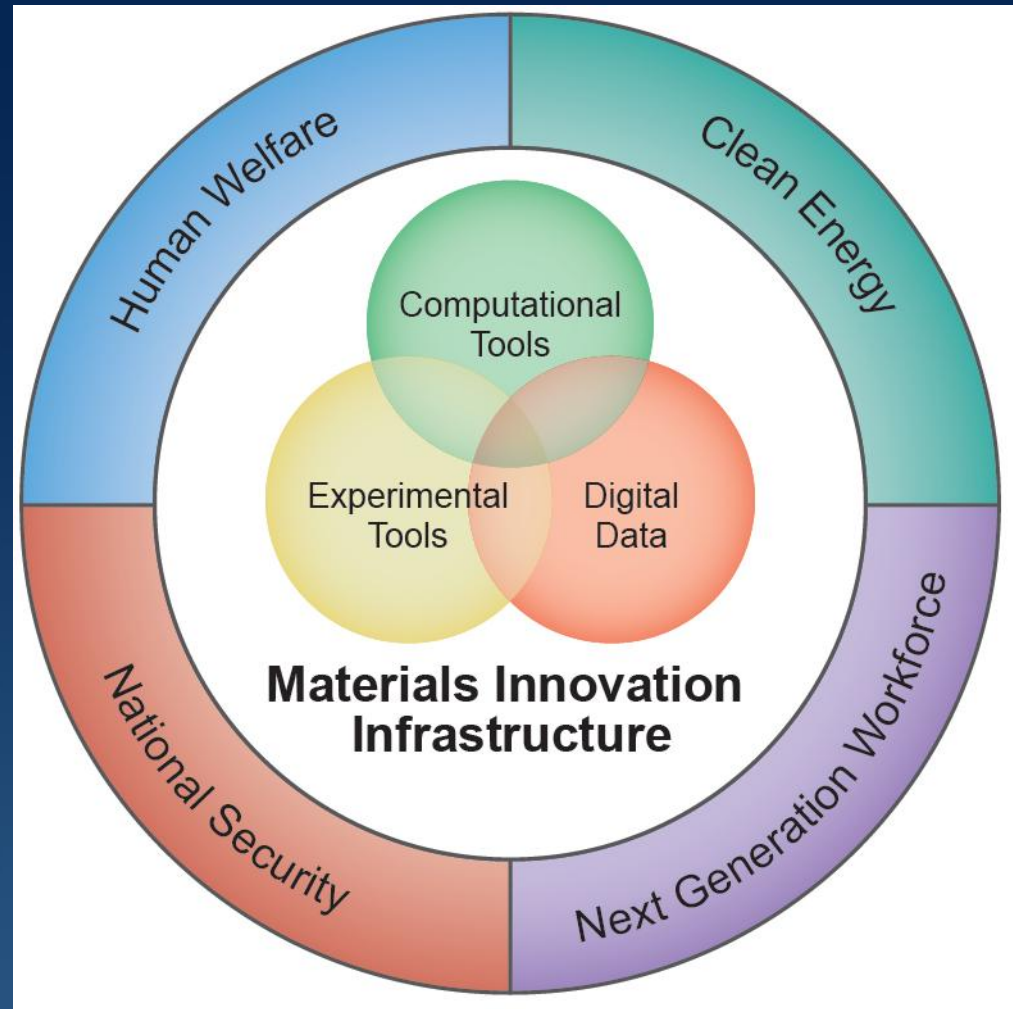 Human Welfare
Clean Energy
Computational
Tools
Experimental
Tools
Digital
Data
Materials Innovation
Infrastructure
National Security
Next Generation Workforce